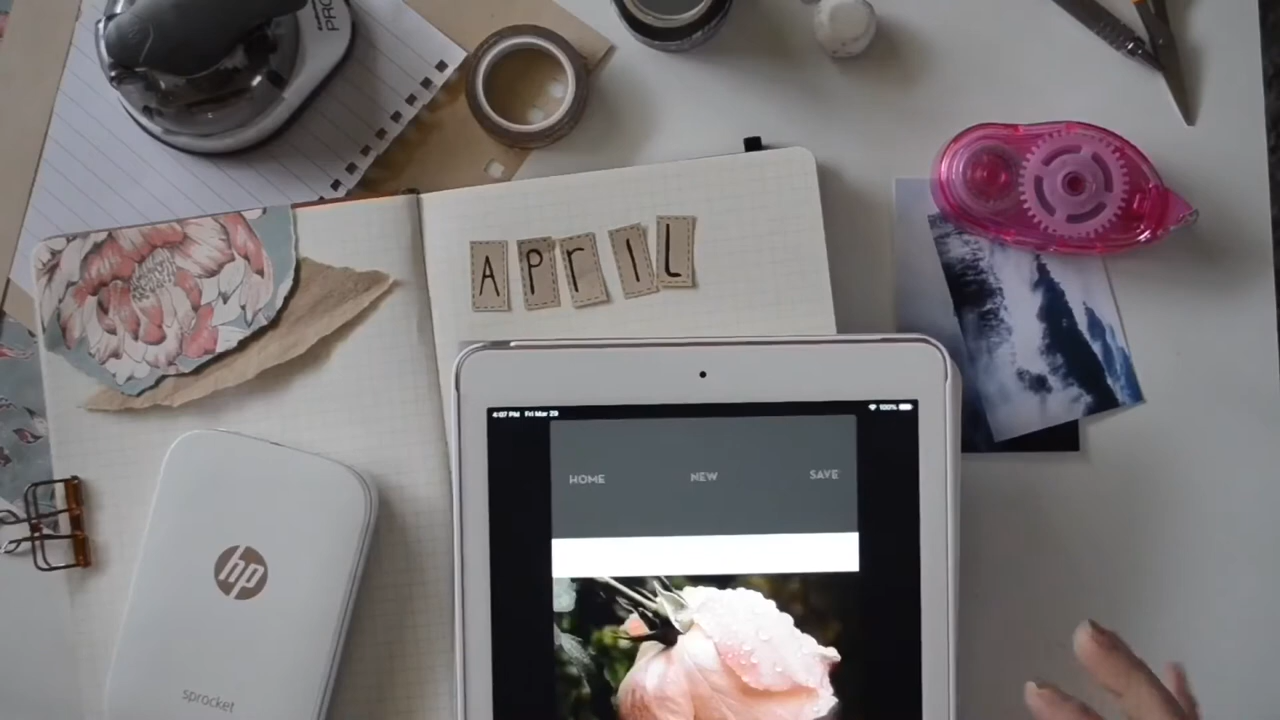 PRO
APrIL
4:07 PM Fri Mar 29
100%
HOME NEW SAVE
hp
sprocket